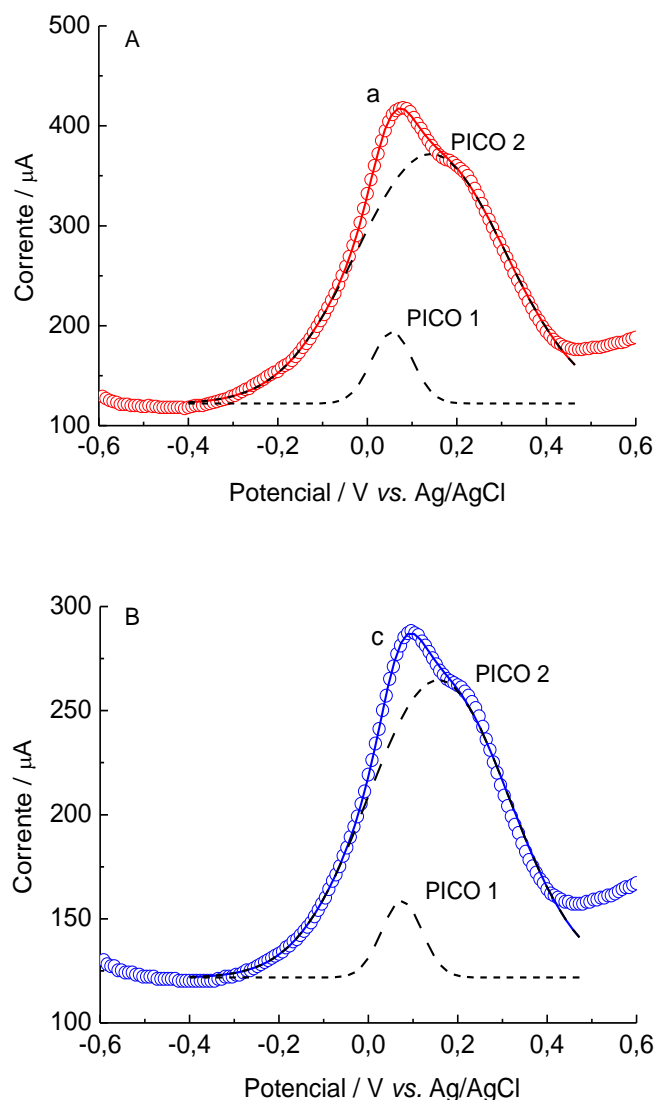 A
500
400
300
200
100
Corrente / µA
a
PICO 2
PICO 1
-0,6 -0,4 -0,2 0,0 0,2 0,4 0,6
Potencial / V vs. Ag/AgCl
B
300
250
200
150
100
Corrente / µA
c
PICO 2
PICO 1
-0,6 -0,4 -0,2 0,0 0,2 0,4 0,6
Potencial / V vs. Ag/AgCl